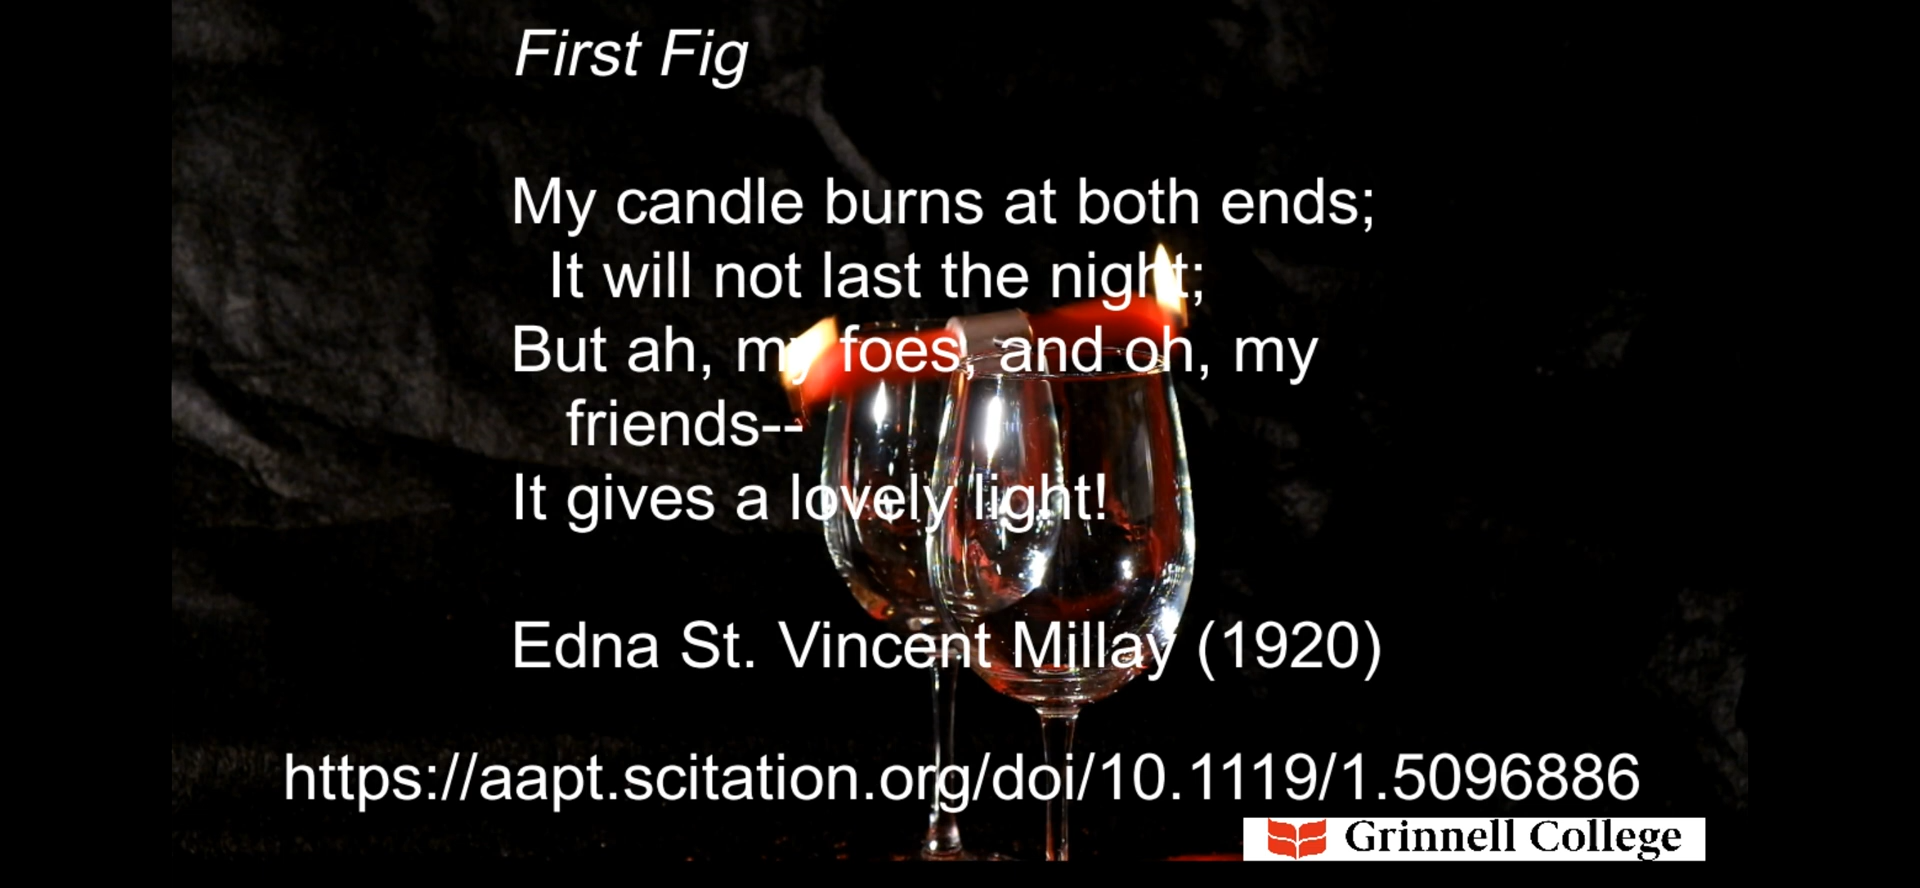 First Fig
My candle burns at both ends;
It will not last the night;
But ah, my foes, and oh, my
friends--
It gives a lovely light!
Edna St. Vincent Millay (1920)
https://aapt.scitation.org/doi/10.1119/1.5096886
Grinnell College